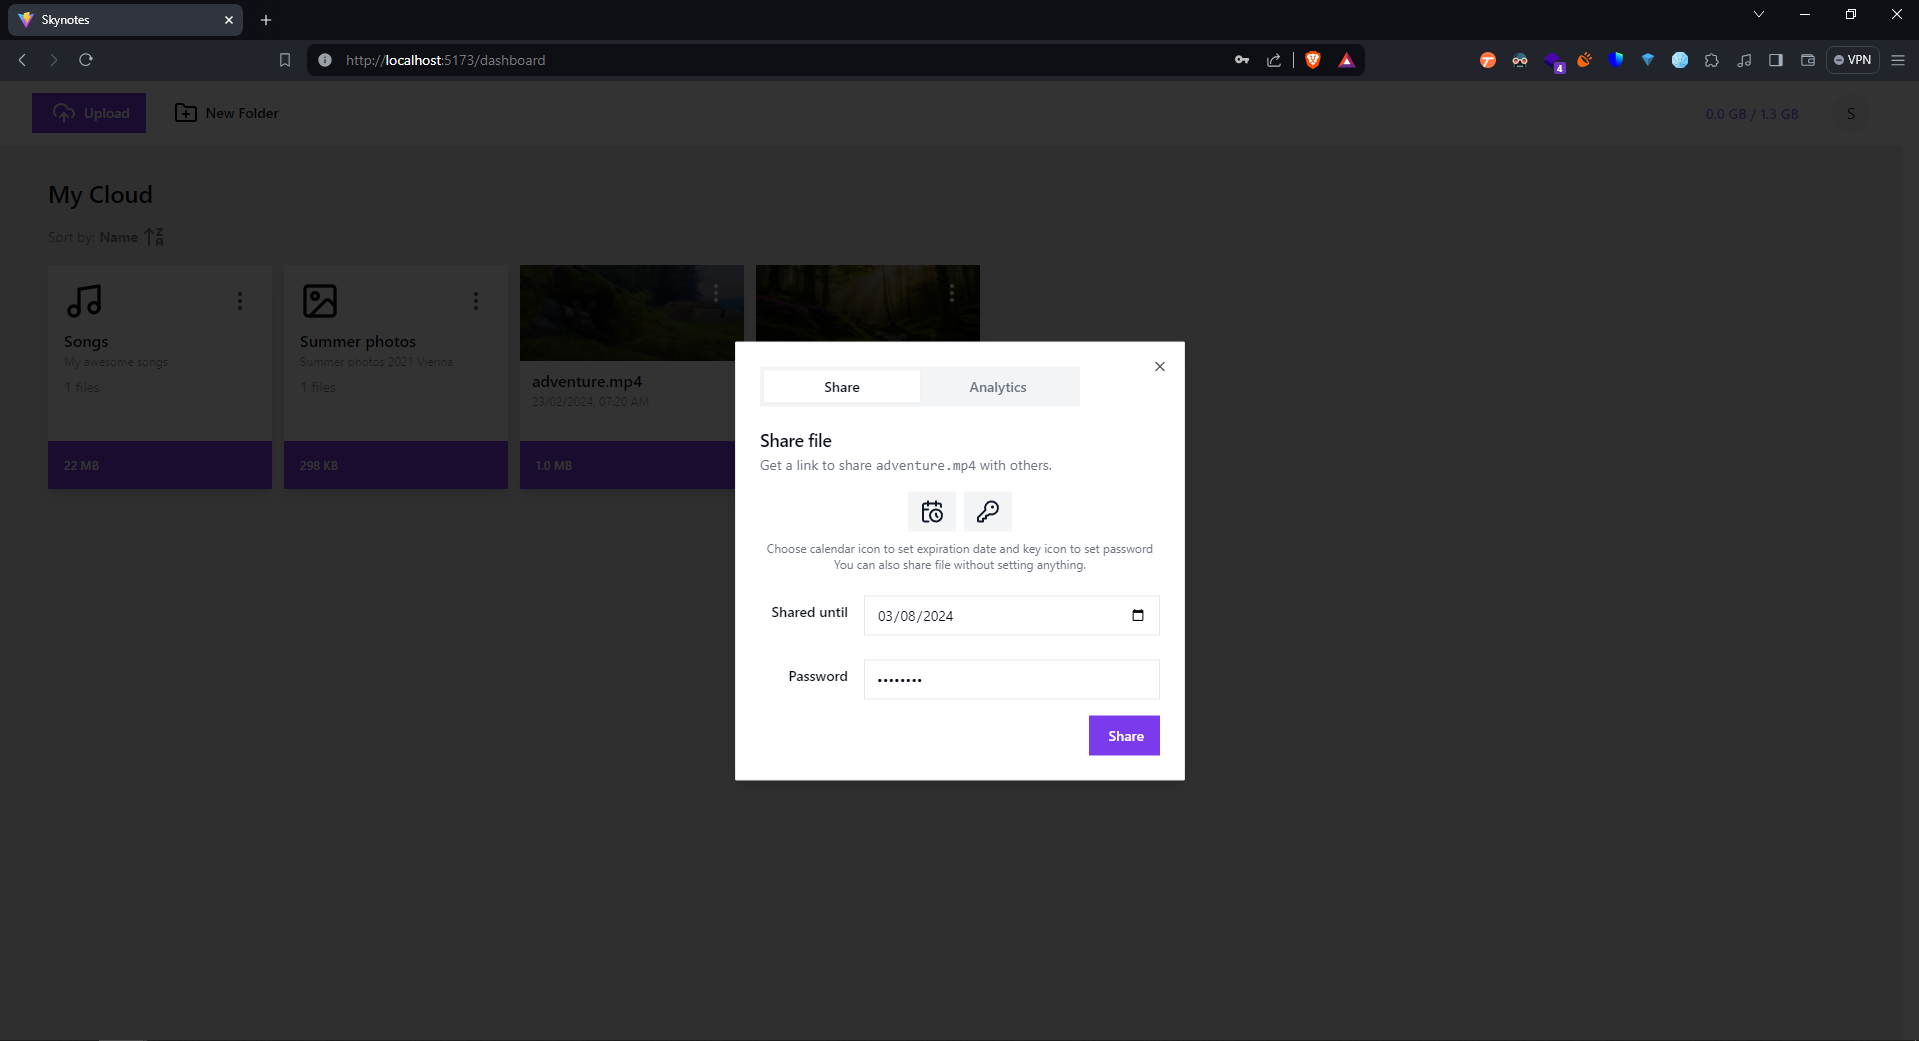 Skynotes
http://localhost:5173/dashboard
4
VPN
Upload
New Folder
0.0 GB / 1.3 GB
S
My Cloud
Sort by: Name
Songs
My awesome songs
1 files
22 MB
Summer photos
Summer photos 2021 Vienna
1 files
298 KB
adventure.mp4
23/02/2024, 07:20 AM
1.0 MB
Share
Analytics
Share file
Get a link to share adventure.mp4 with others.
Choose calendar icon to set expiration date and key icon to set password
You can also share file without setting anything.
Shared until
03/08/2024
Password
••••••••
Share